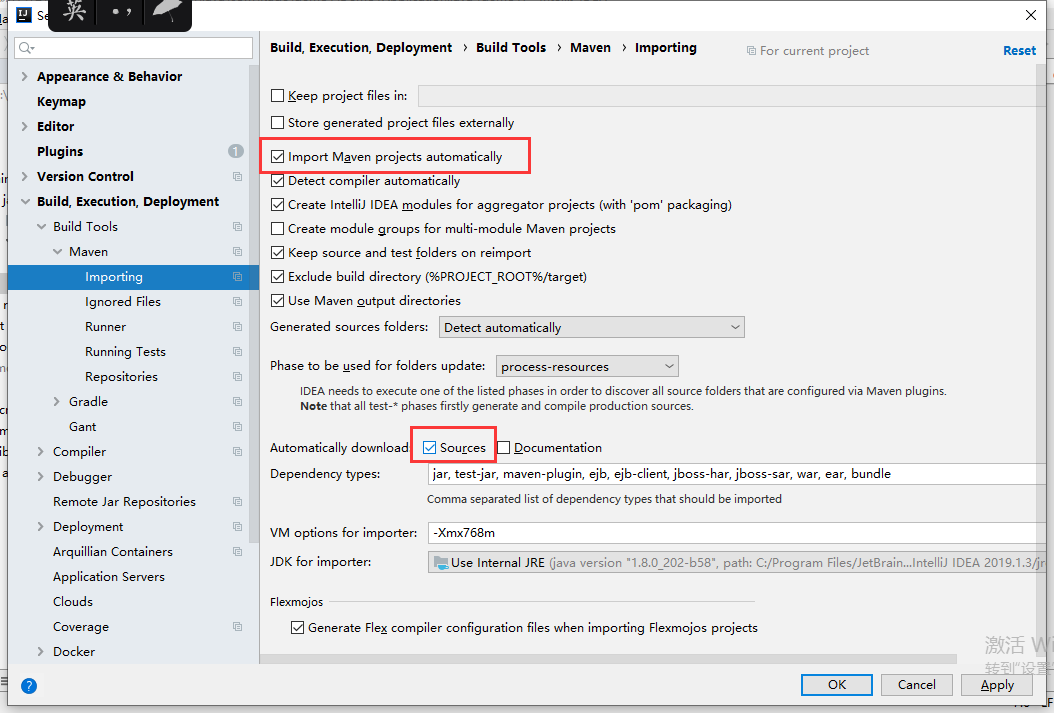 英
Se
Build, Execution, Deployment › Build Tools › Maven › Importing
For current project
Reset
Appearance & Behavior
Keymap
Editor
Plugins
1
Version Control
Build, Execution, Deployment
Build Tools
Maven
Importing
Ignored Files
Runner
Running Tests
Repositories
Gradle
Gant
Compiler
Debugger
Remote Jar Repositories
Deployment
Arquillian Containers
Application Servers
Clouds
Coverage
Docker
Keep project files in:
Store generated project files externally
Import Maven projects automatically
Detect compiler automatically
Create IntelliJ IDEA modules for aggregator projects (with 'pom' packaging)
Create module groups for multi-module Maven projects
Keep source and test folders on reimport
Exclude build directory (%PROJECT_ROOT%/target)
Use Maven output directories
Generated sources folders: Detect automatically
Phase to be used for folders update: process-resources
IDEA needs to execute one of the listed phases in order to discover all source folders that are configured via Maven plugins.
Note that all test-* phases firstly generate and compile production sources.
Automatically download: Sources Documentation
Dependency types: jar, test-jar, maven-plugin, ejb, ejb-client, jboss-har, jboss-sar, war, ear, bundle
Comma separated list of dependency types that should be imported
VM options for importer: -Xmx768m
JDK for importer: Use Internal JRE (java version "1.8.0_202-b58", path: C:/Program Files/JetBrain...IntelliJ IDEA 2019.1.3/jr
Flexmojos
Generate Flex compiler configuration files when importing Flexmojos projects
激活 Wi
转到"设置"
?
OK
Cancel
Apply